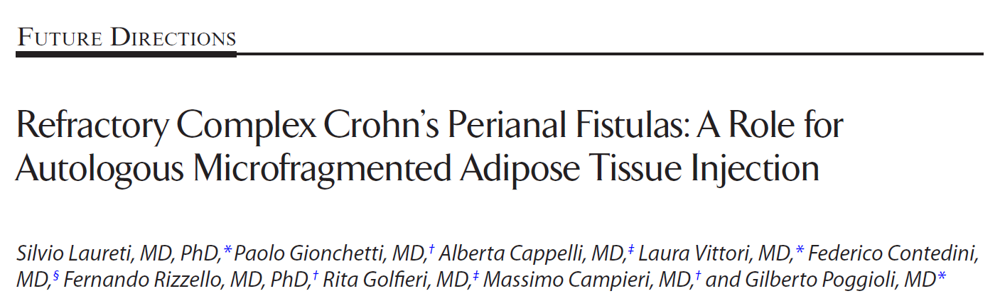 FUTURE DIRECTIONS
Refractory Complex Crohn’s Perianal Fistulas: A Role for
Autologous Microfragmented Adipose Tissue Injection
Silvio Laureti, MD, PhD,* Paolo Gionchetti, MD,† Alberta Cappelli, MD,‡ Laura Vittori, MD,* Federico Contedini,
MD,§ Fernando Rizzello, MD, PhD,† Rita Golfieri, MD,‡ Massimo Campieri, MD,† and Gilberto Poggioli, MD*